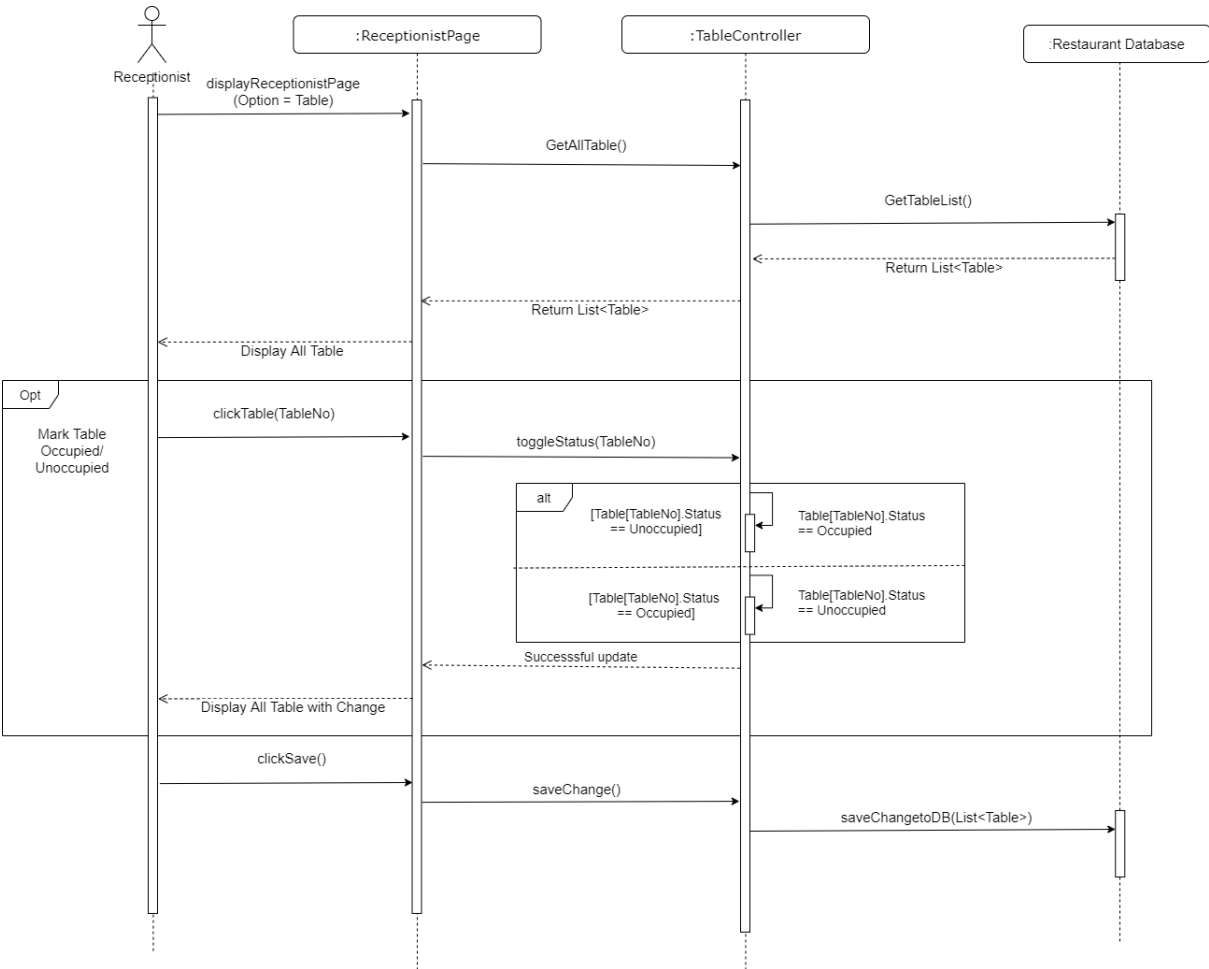 :ReceptionistPage
:TableController
:Restaurant Database
Receptionist
displayReceptionistPage
(Option = Table)
GetAllTable()
GetTableList()
Return List<Table>
Return List<Table>
Display All Table
Opt
Mark Table
Occupied/
Unoccupied
clickTable(TableNo)
toggleStatus(TableNo)
alt
[Table[TableNo].Status
== Unoccupied]
Table[TableNo].Status
== Occupied
[Table[TableNo].Status
== Occupied]
Table[TableNo].Status
== Unoccupied
Successsful update
Display All Table with Change
clickSave()
saveChange()
saveChangetoDB(List<Table>)